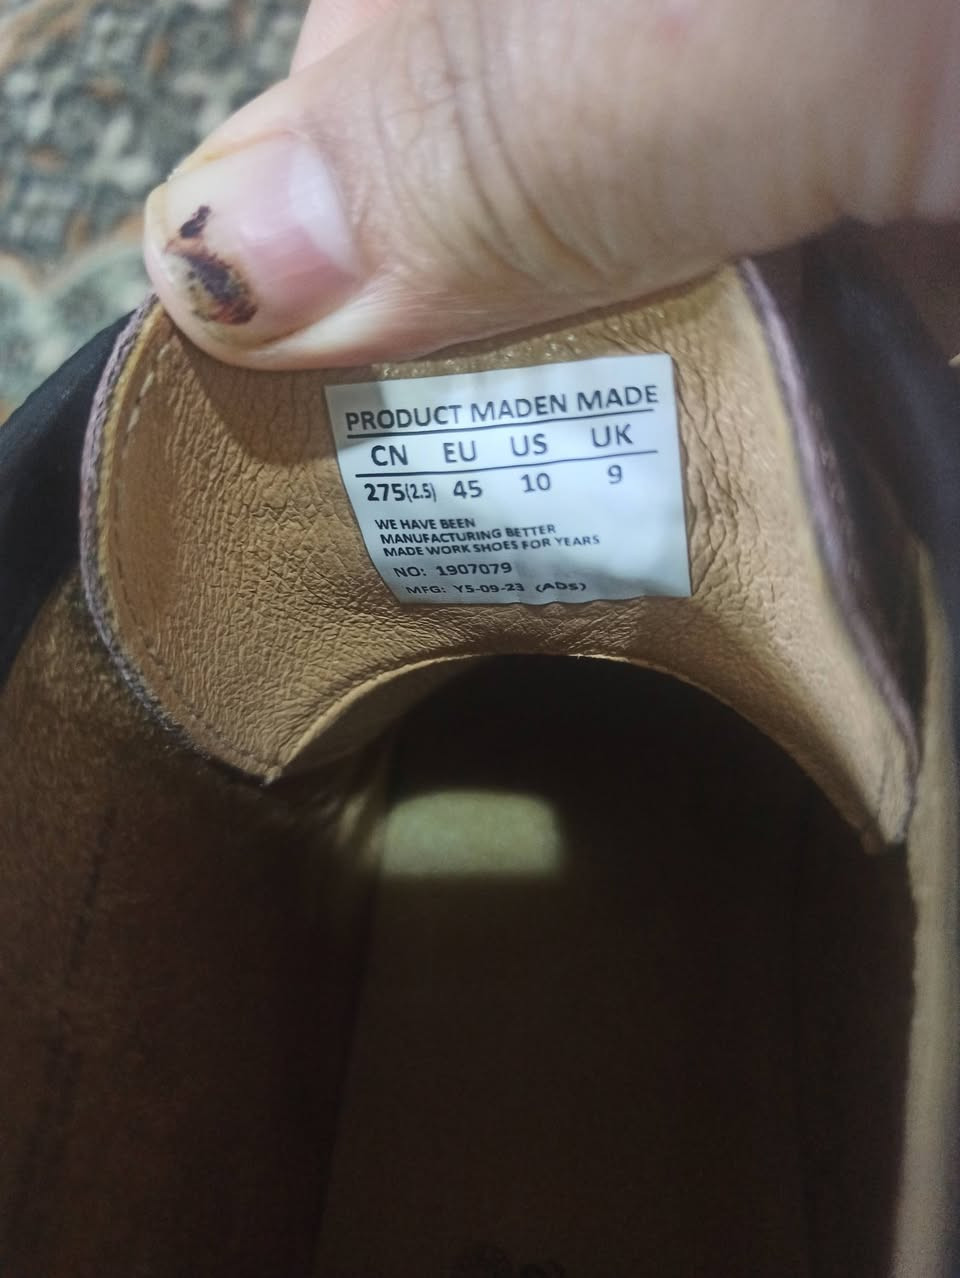 PRODUCT MADEN MADE
CN EU US UK
275(2.5) 45 10 9
WE HAVE BEEN
MANUFACTURING BETTER
MADE WORK SHOES FOR YEARS
NO: 1907079
MFG: Y5-09-23 (ADS)